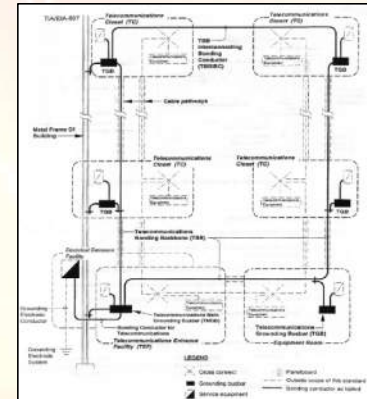 TIA/EIA-607
Telecommunications
Closet (TC)
Telecommunications
Closet (TC)
TGB
TGB
TBB
Interconnecting
Bonding
Conductor
(TBBIBC)
Cable pathways
Metal Frame Of
Building
Telecommunications
Closet (TC)
Telecommunications
Closet (TC)
TGB
TGB
Telecommunications
Bonding Backbone (TBB)
Electrical Entrance
Facility
Grounding
Electrode
Conductor
Telecommunications Main
Grounding Busbar (TMGB)
Bonding Conductor for
Telecommunications
Telecommunications Entrance
Facility (TEF)
Telecommunications
Grounding Busbar (TGB)
Equipment Room
Grounding
Electrode
System
LEGEND
Cross connect
Panelboard
Grounding busbar
Outside scope of this standard
Service equipment
Bonding conductor as listed